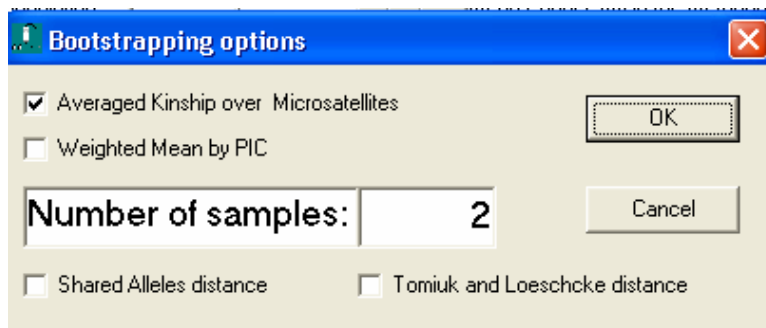 Bootstrapping options
Averaged Kinship over Microsatellites
OK
Weighted Mean by PIC
Number of samples: 2
Cancel
Shared Alleles distance
Tomiuk and Loeschcke distance